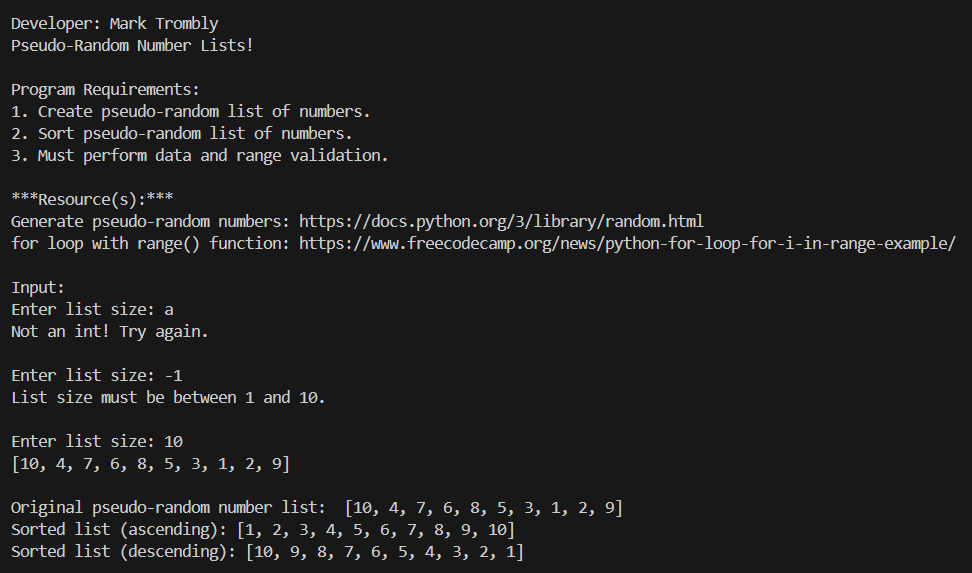 Developer: Mark Trombly
Pseudo-Random Number Lists!
Program Requirements:
1. Create pseudo-random list of numbers.
2. Sort pseudo-random list of numbers.
3. Must perform data and range validation.
***Resource(s):***
Generate pseudo-random numbers: https://docs.python.org/3/library/random.html
for loop with range() function: https://www.freecodecamp.org/news/python-for-loop-for-i-in-range-example/
Input:
Enter list size: a
Not an int! Try again.
Enter list size: -1
List size must be between 1 and 10.
Enter list size: 10
[10, 4, 7, 6, 8, 5, 3, 1, 2, 9]
Original pseudo-random number list:  [10, 4, 7, 6, 8, 5, 3, 1, 2, 9]
Sorted list (ascending): [1, 2, 3, 4, 5, 6, 7, 8, 9, 10]
Sorted list (descending): [10, 9, 8, 7, 6, 5, 4, 3, 2, 1]